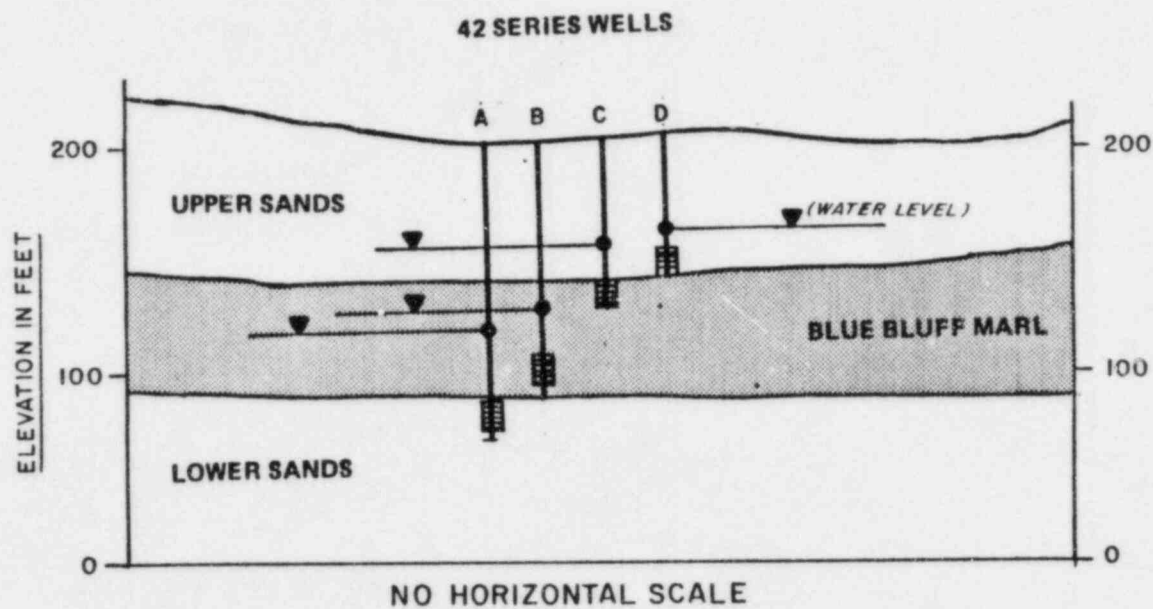 42 SERIES WELLS
A B C D
200
200
UPPER SANDS
(WATER LEVEL)
ELEVATION IN FEET
BLUE BLUFF MARL
100
100
LOWER SANDS
0
0
NO HORIZONTAL SCALE